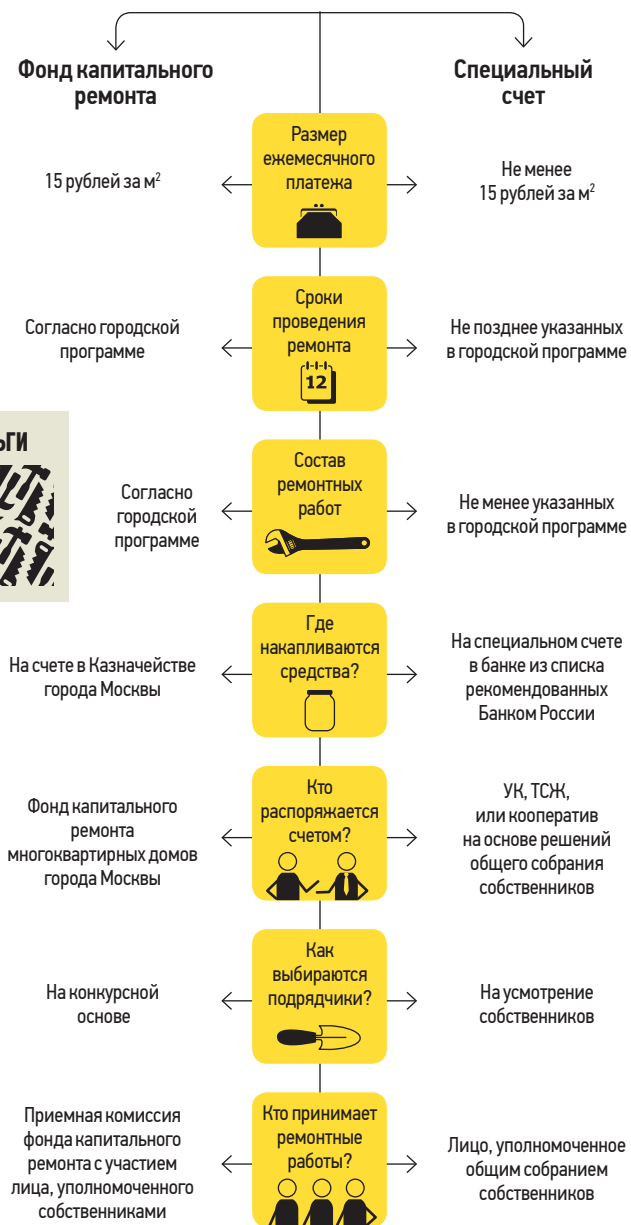 Фонд капитального
ремонта
Специальный
счет
Размер
ежемесячного
платежа
15 рублей за м²
Не менее
15 рублей за м²
Сроки
проведения
ремонта
12
Согласно городской
программе
Не позднее указанных
в городской программе
Состав
ремонтных
работ
Согласно
городской
программе
Не менее указанных
в городской программе
Где
накапливаются
средства?
На счете в Казначействе
города Москвы
На специальном счете
в банке из списка
рекомендованных
Банком России
Кто
распоряжается
счетом?
Фонд капитального
ремонта
многоквартирных домов
города Москвы
УК, ТСЖ,
или кооператив
на основе решений
общего собрания
собственников
Как
выбираются
подрядчики?
На конкурсной
основе
На усмотрение
собственников
Кто принимает
ремонтные
работы?
Приемная комиссия
фонда капитального
ремонта с участием
лица, уполномоченного
собственниками
Лицо, уполномоченное
общим собранием
собственников